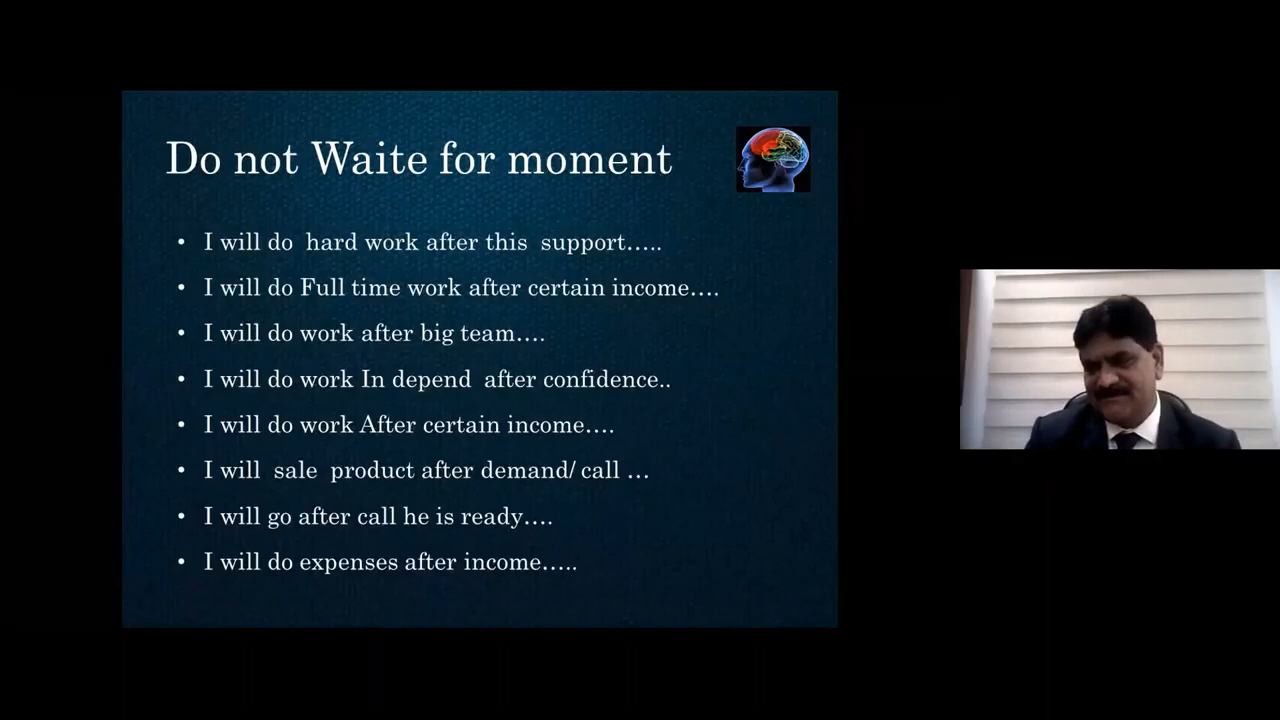 Do not Waite for moment
• I will do hard work after this support…..
• I will do Full time work after certain income….
• I will do work after big team….
• I will do work In depend after confidence..
• I will do work After certain income….
• I will sale product after demand/ call …
• I will go after call he is ready….
• I will do expenses after income…..